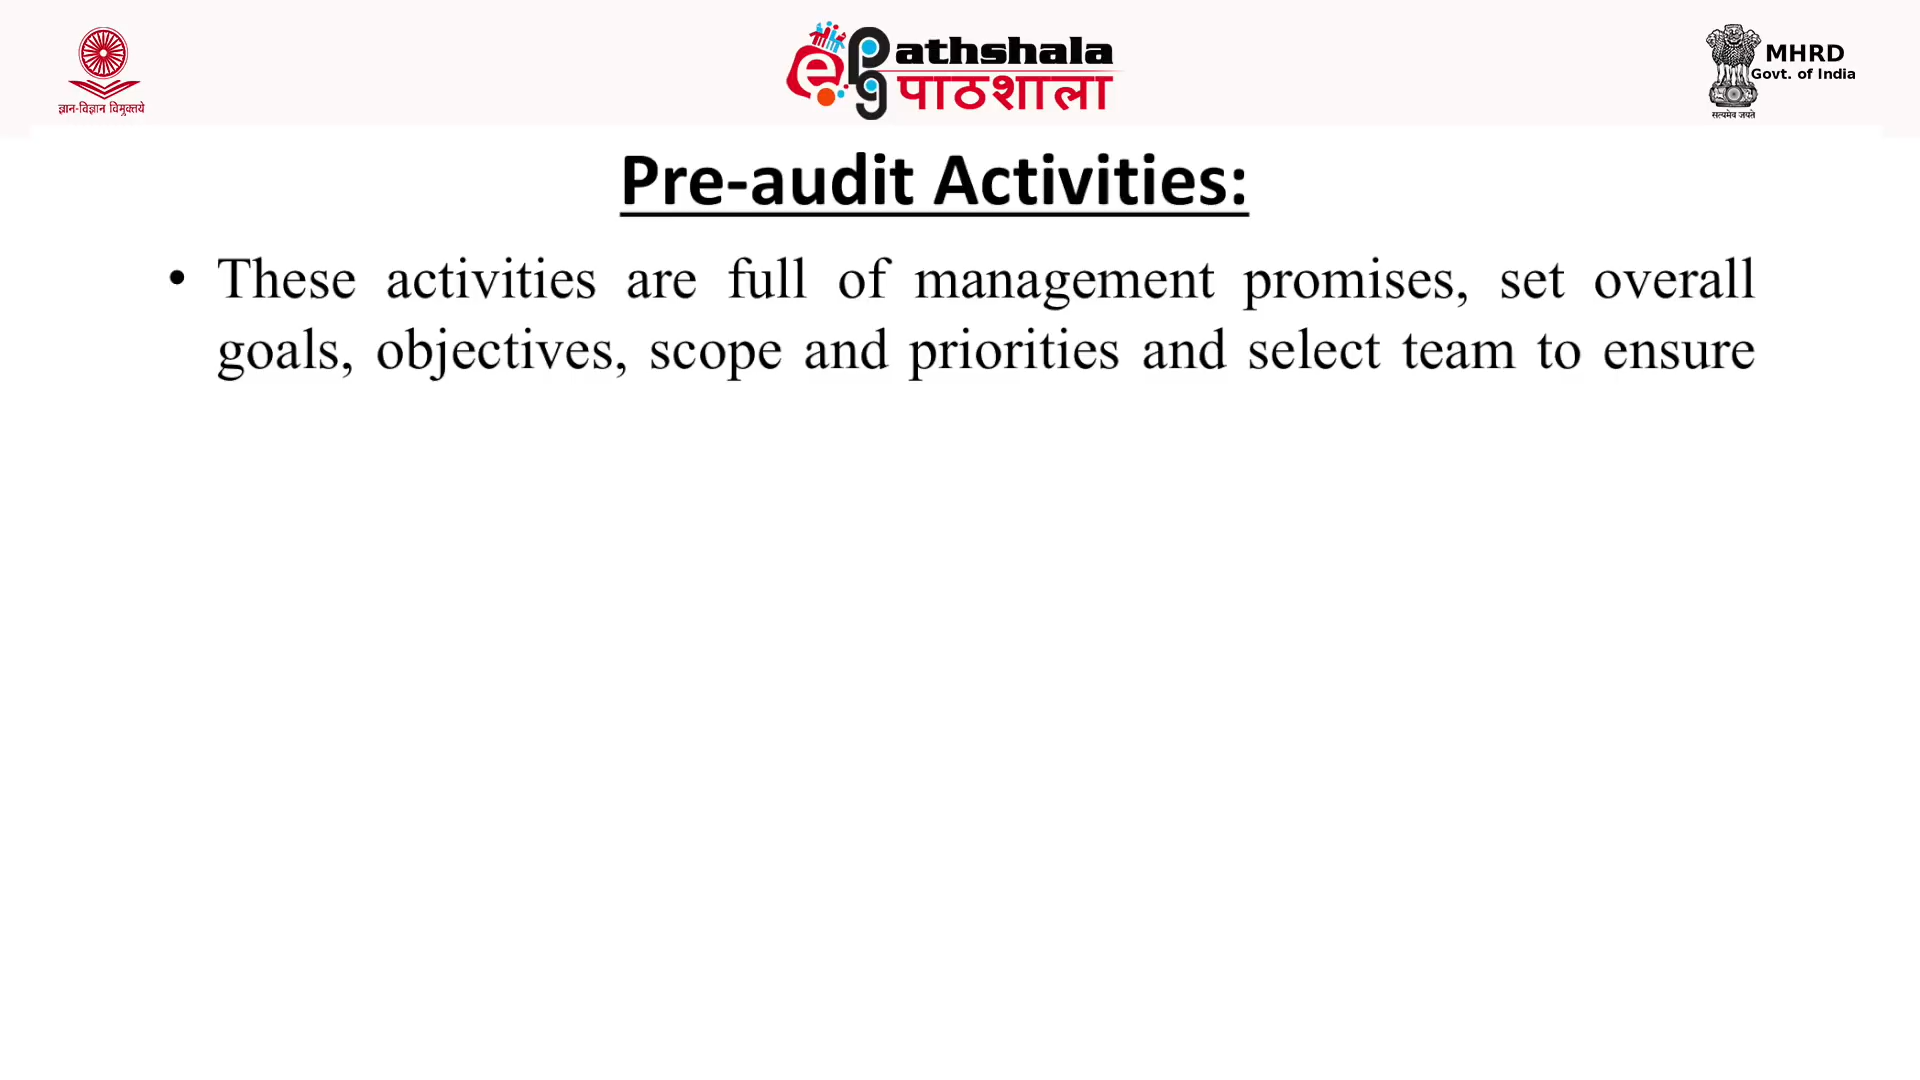 ज्ञान-विज्ञान विमुक्तये
e pg athshala
पाठशाला
MHRD
Govt. of India
सत्यमेव जयते
Pre-audit Activities:
• These activities are full of management promises, set overall
goals, objectives, scope and priorities and select team to ensure